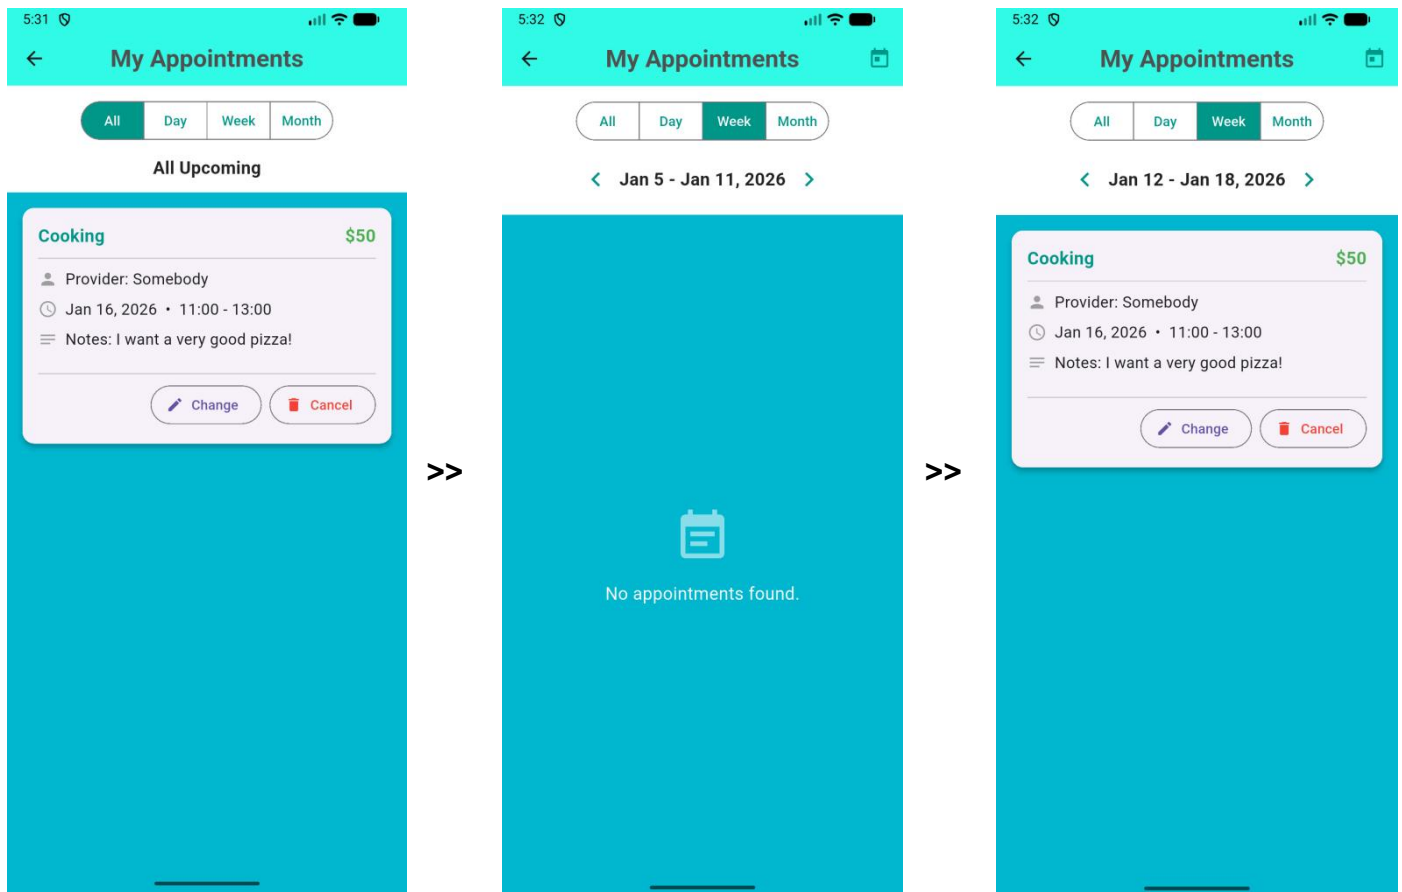 5:31
My Appointments
All Day Week Month
All Upcoming
Cooking $50
Provider: Somebody
Jan 16, 2026 • 11:00 - 13:00
Notes: I want a very good pizza!
Change Cancel
>>
5:32
My Appointments
All Day Week Month
Jan 5 - Jan 11, 2026
No appointments found.
>>
5:32
My Appointments
All Day Week Month
Jan 12 - Jan 18, 2026
Cooking $50
Provider: Somebody
Jan 16, 2026 • 11:00 - 13:00
Notes: I want a very good pizza!
Change Cancel